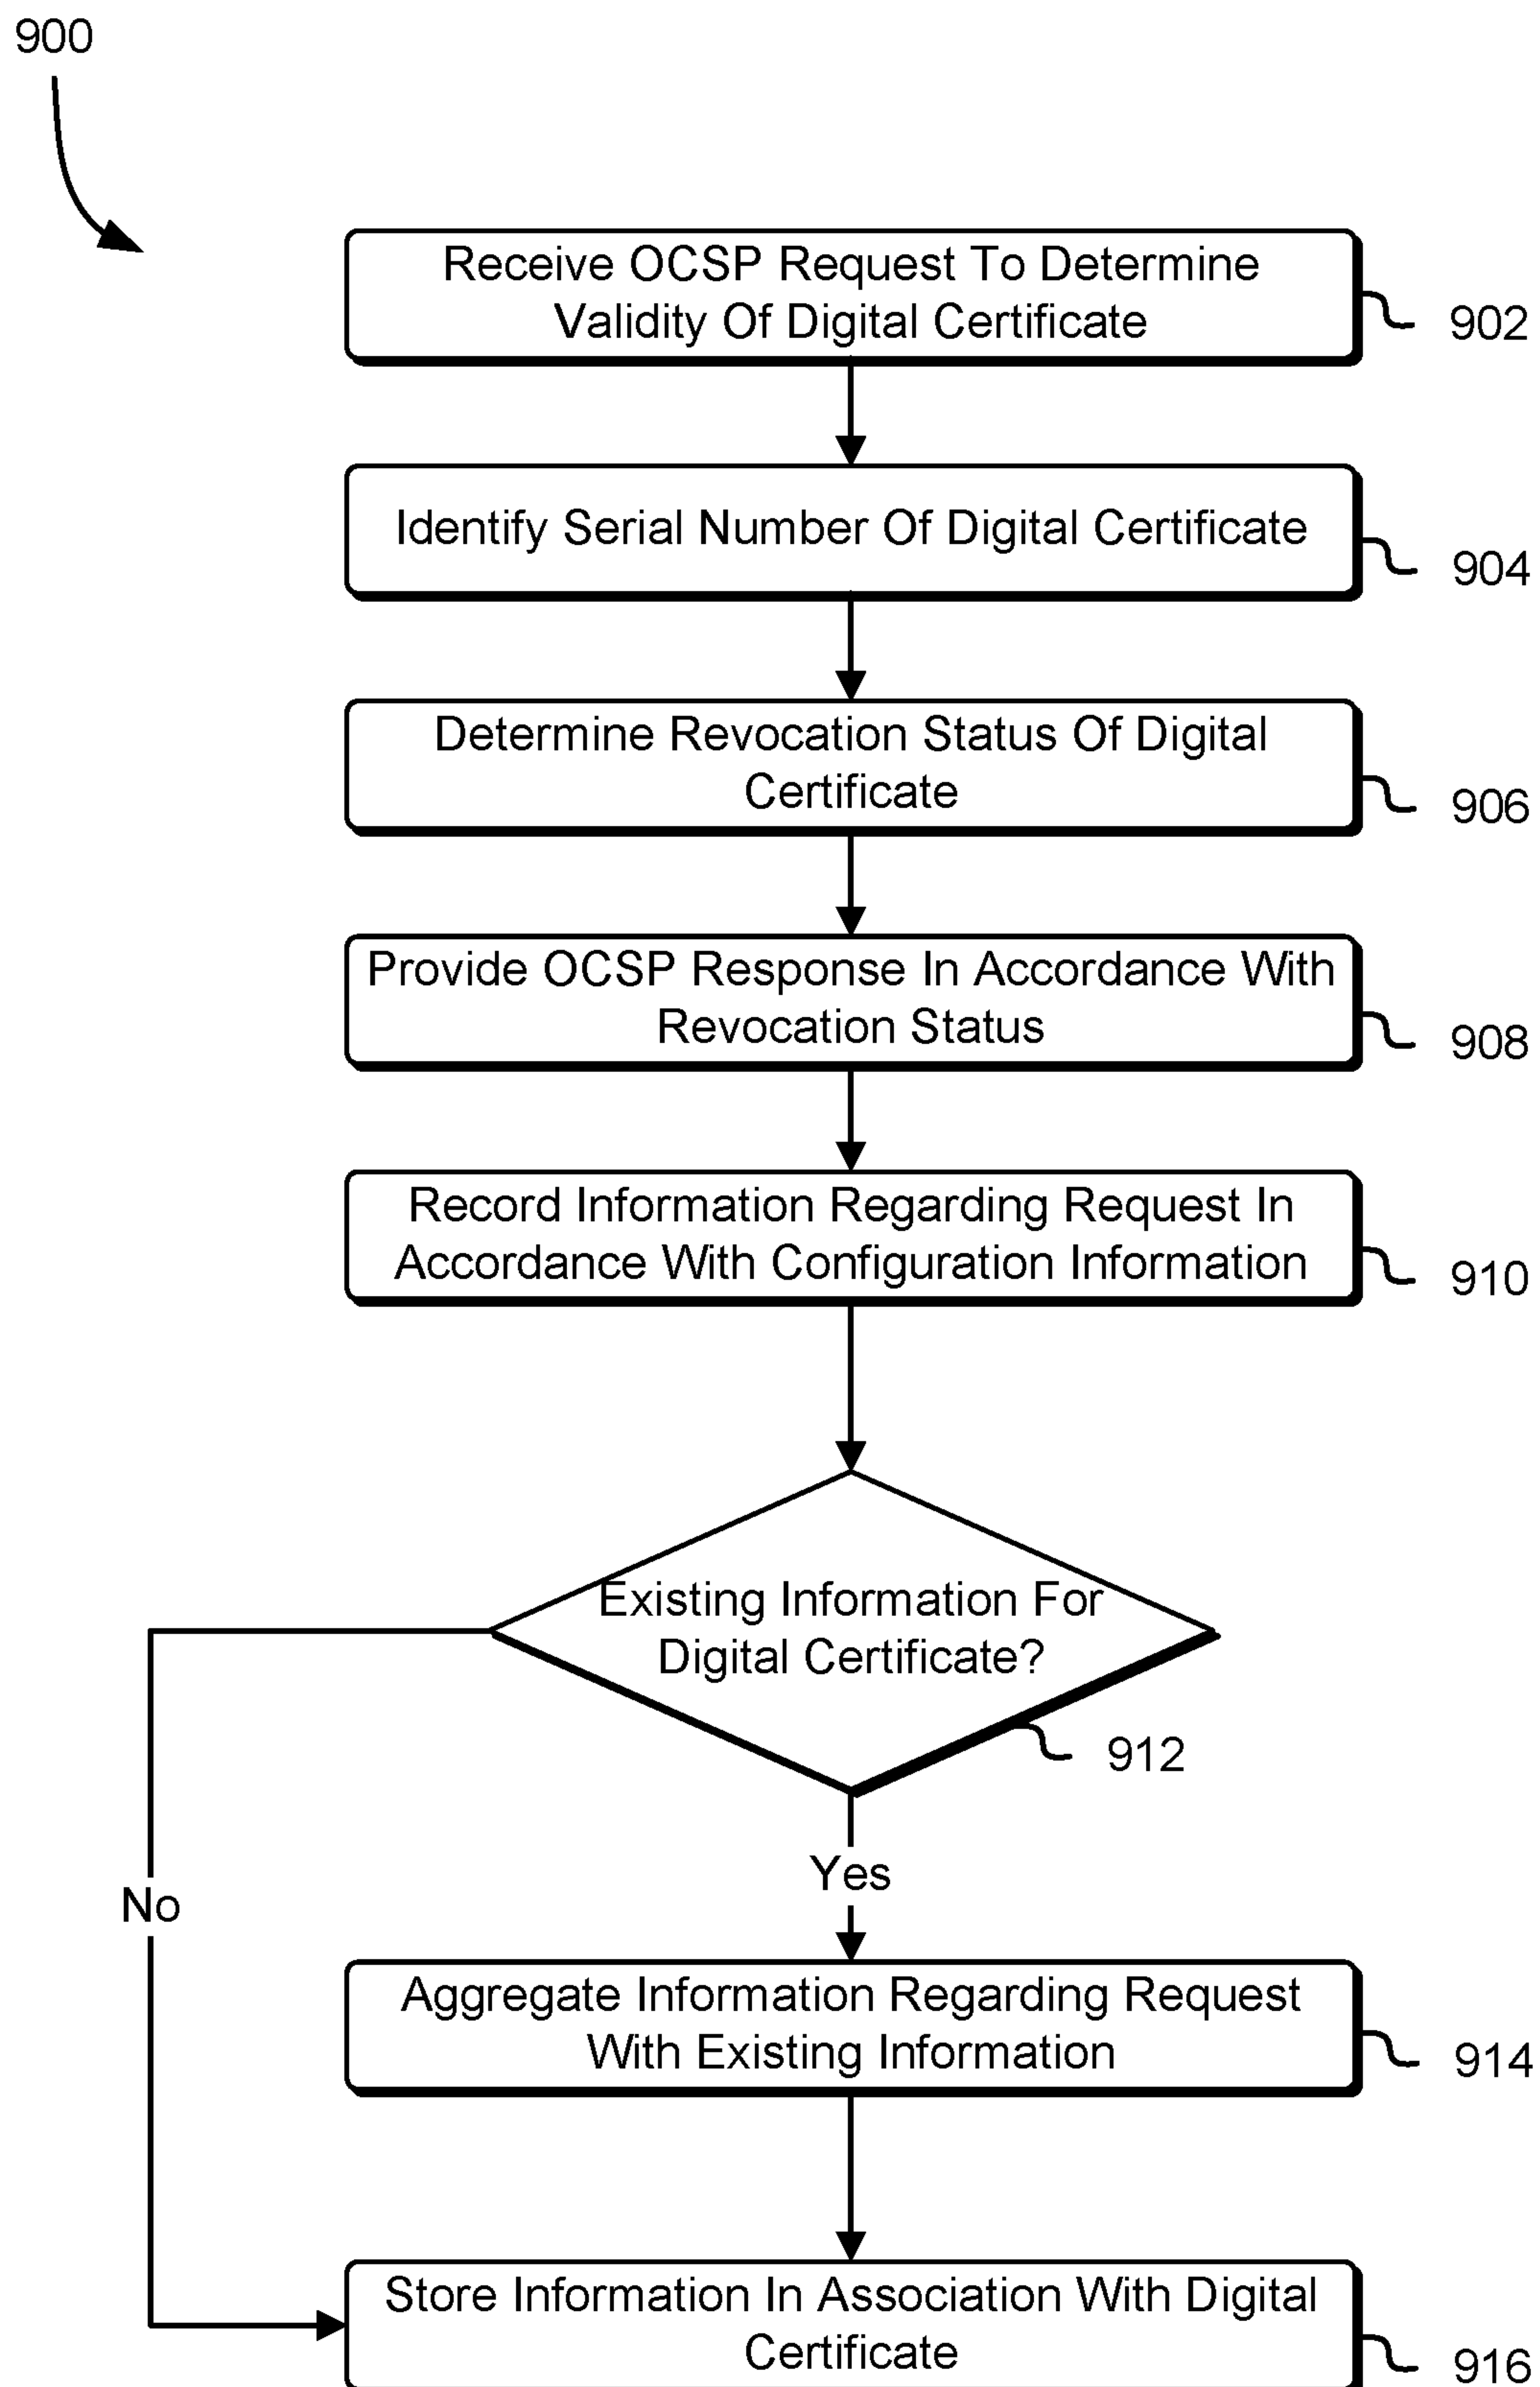 900
Receive OCSP Request To Determine
Validity Of Digital Certificate
902
Identify Serial Number Of Digital Certificate
904
Determine Revocation Status Of Digital
Certificate
906
Provide OCSP Response In Accordance With
Revocation Status
908
Record Information Regarding Request In
Accordance With Configuration Information
910
Existing Information For
Digital Certificate?
912
Yes
No
Aggregate Information Regarding Request
With Existing Information
914
Store Information In Association With Digital
Certificate
916